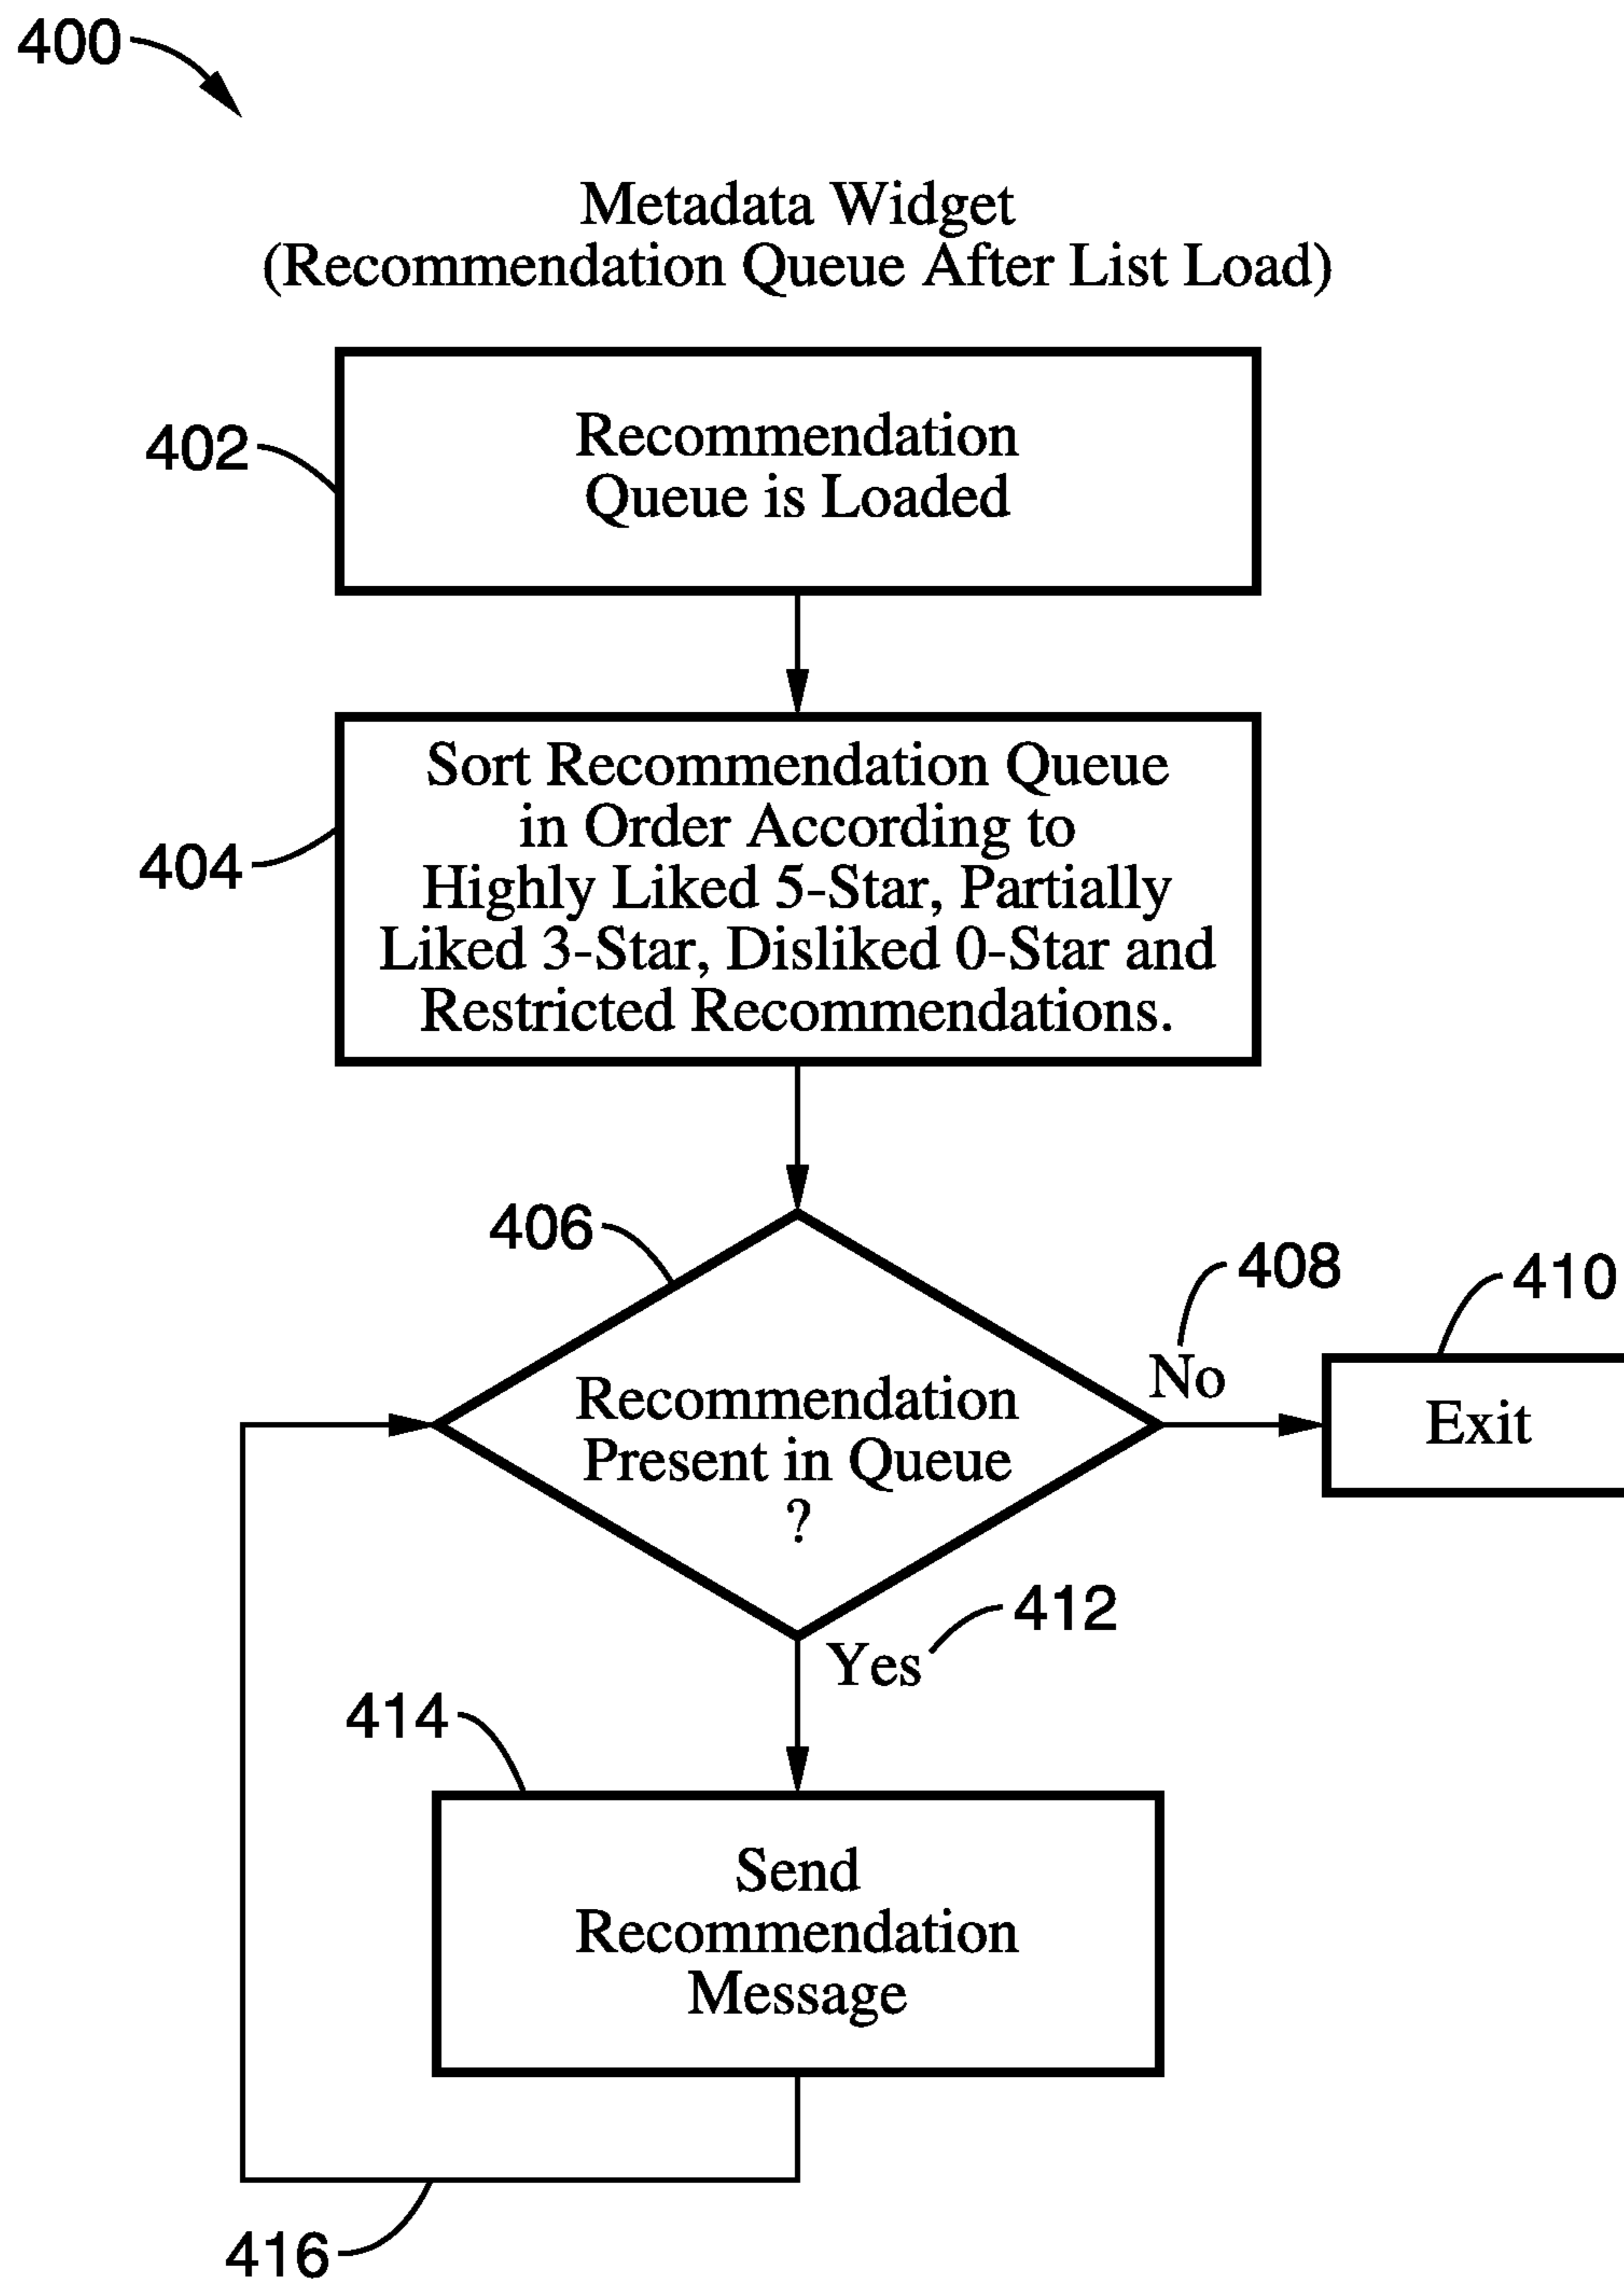 400
Metadata Widget
(Recommendation Queue After List Load)
402
Recommendation
Queue is Loaded
404
Sort Recommendation Queue
in Order According to
Highly Liked 5-Star, Partially
Liked 3-Star, Disliked 0-Star and
Restricted Recommendations.
406
408
410
No
Recommendation
Present in Queue
?
Exit
412
Yes
414
Send
Recommendation
Message
416